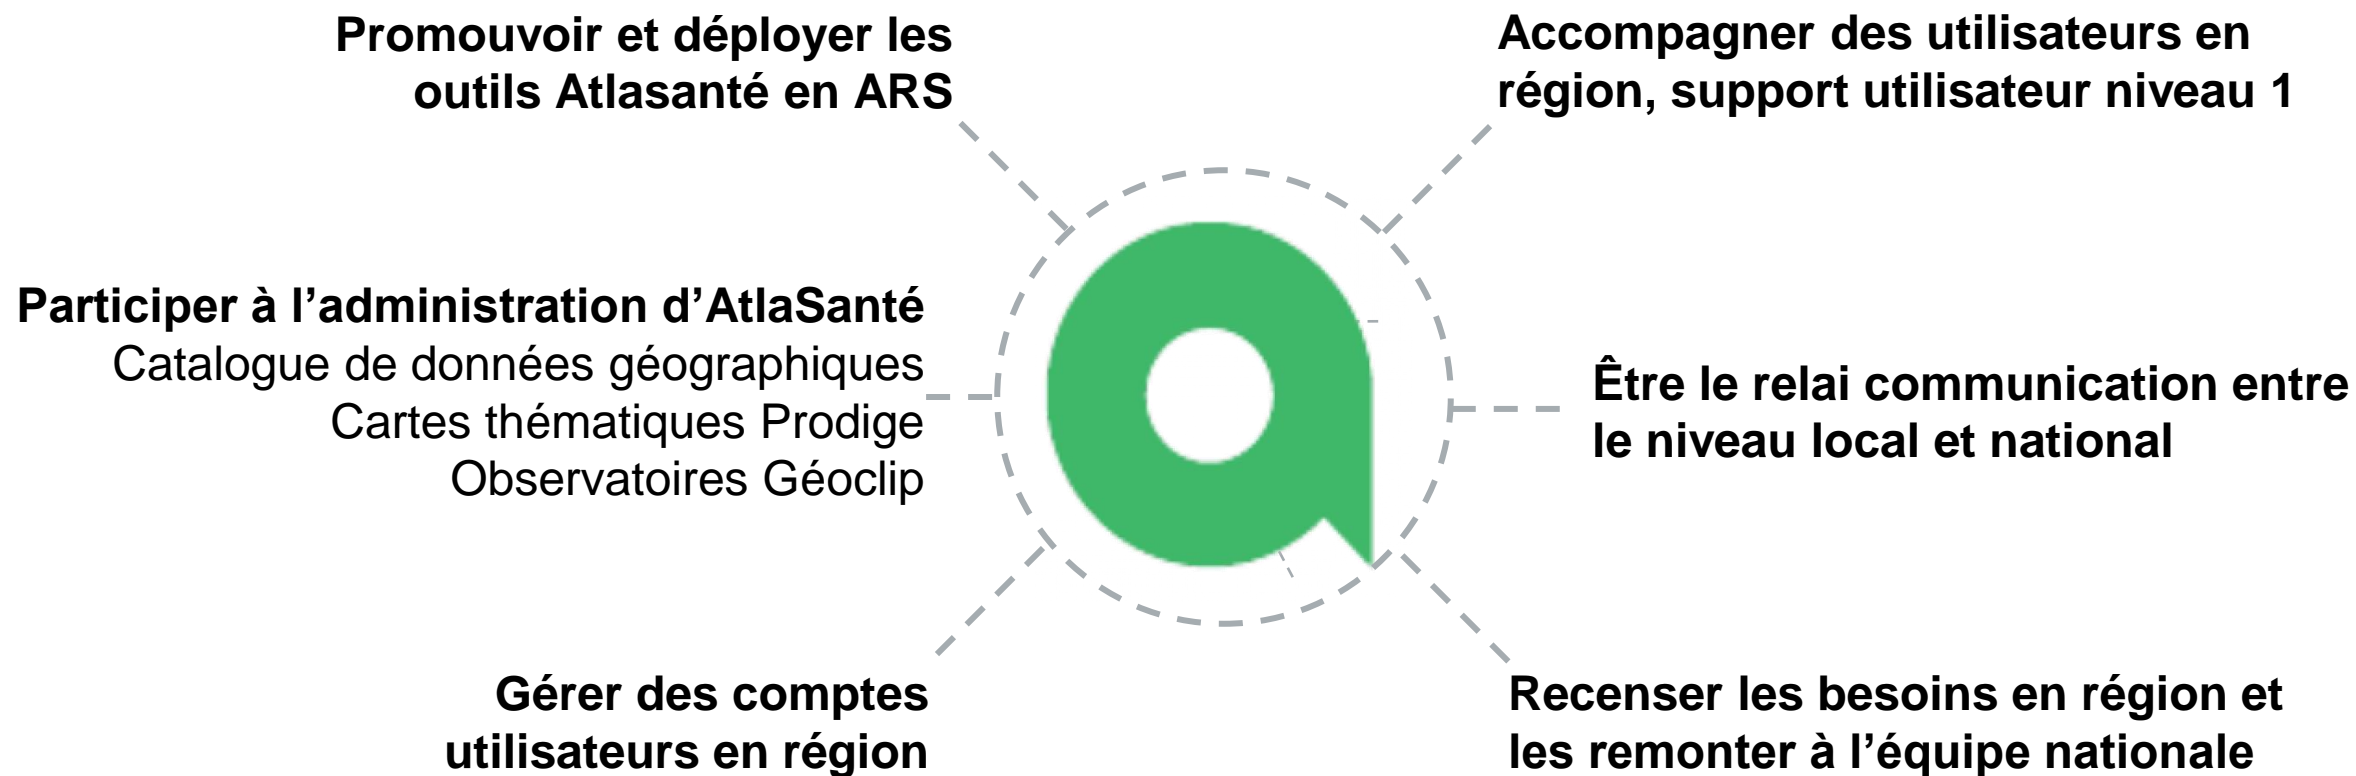 Promouvoir et déployer les
outils Atlasanté en ARS
Accompagner des utilisateurs en
région, support utilisateur niveau 1
Participer à l’administration d’AtlaSanté
Catalogue de données géographiques
Cartes thématiques Prodige
Observatoires Géoclip
Être le relai communication entre
le niveau local et national
Gérer des comptes
utilisateurs en région
Recenser les besoins en région et
les remonter à l’équipe nationale